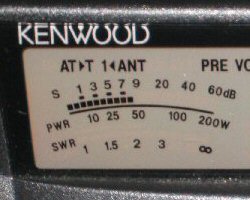 KENWOOD
AT▶T 1◀ANT PRE VO
S 1 3 5 7 9 20 40 60dB
PWR 10 25 50 100 200W
SWR 1 1.5 2 3 ∞